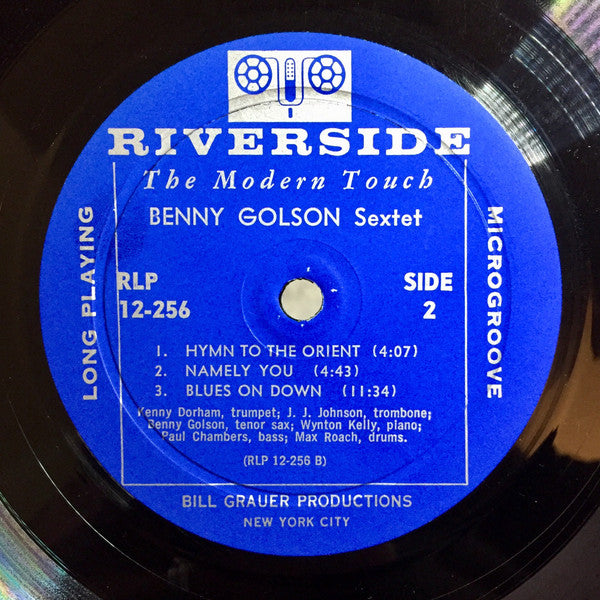 RIVERSIDE
The Modern Touch
BENNY GOLSON Sextet
LONG PLAYING
MICROGROOVE
RLP
12-256
SIDE
2
1. HYMN TO THE ORIENT (4:07)
2. NAMELY YOU (4:43)
3. BLUES ON DOWN (11:34)
Kenny Dorham, trumpet; J. J. Johnson, trombone;
Benny Golson, tenor sax; Wynton Kelly, piano;
Paul Chambers, bass; Max Roach, drums.
(RLP 12-256 B)
BILL GRAUER PRODUCTIONS
NEW YORK CITY